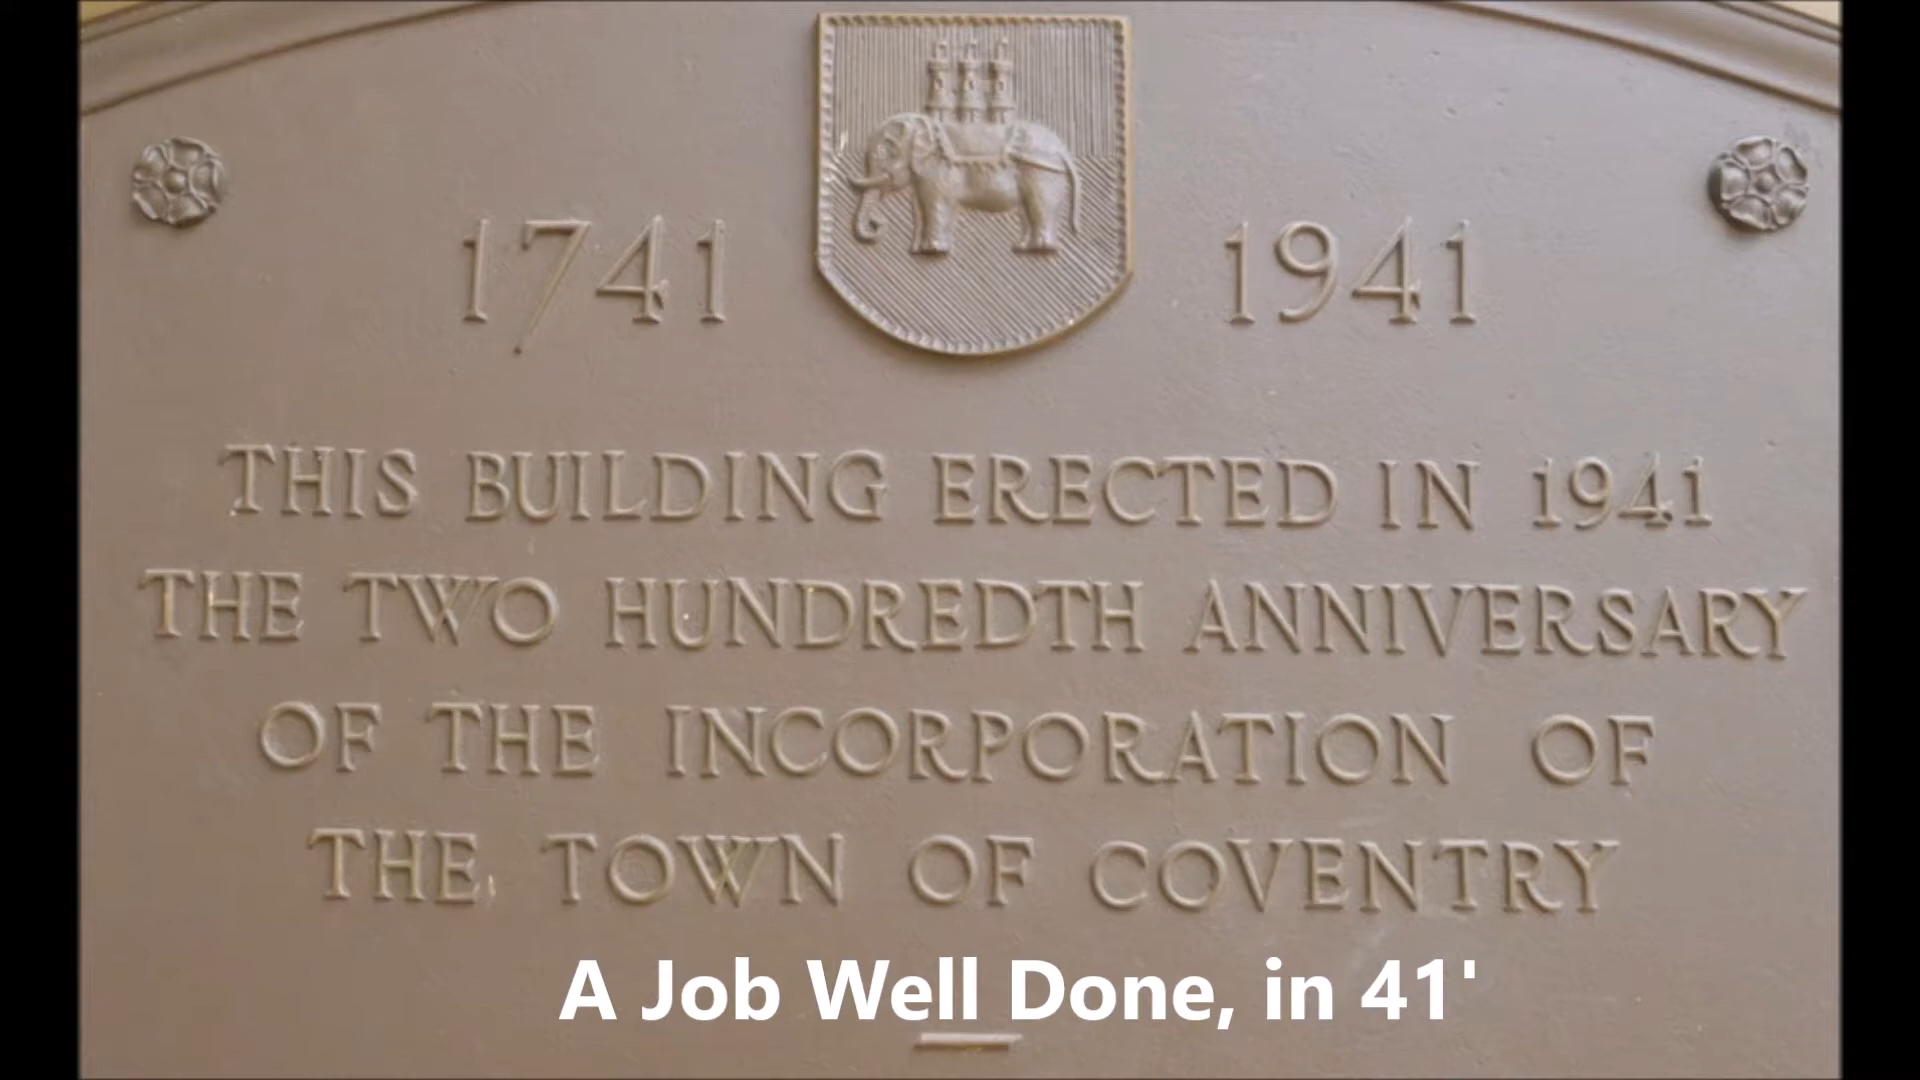 1741 1941
THIS BUILDING ERECTED IN 1941
THE TWO HUNDREDTH ANNIVERSARY
OF THE INCORPORATION OF
THE TOWN OF COVENTRY
A Job Well Done, in 41'